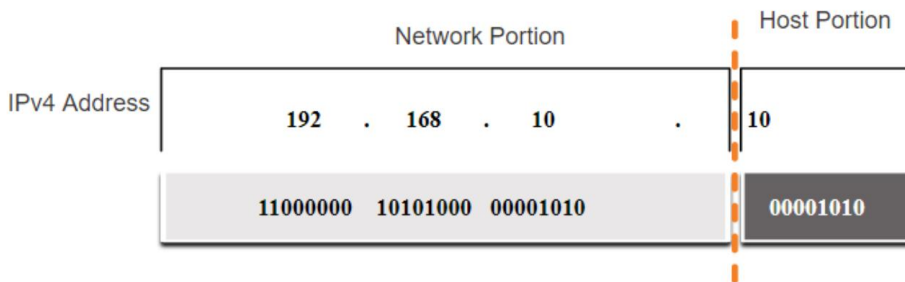 Network Portion
Host Portion
IPv4 Address
192 . 168 . 10 . 10
11000000 10101000 00001010 00001010